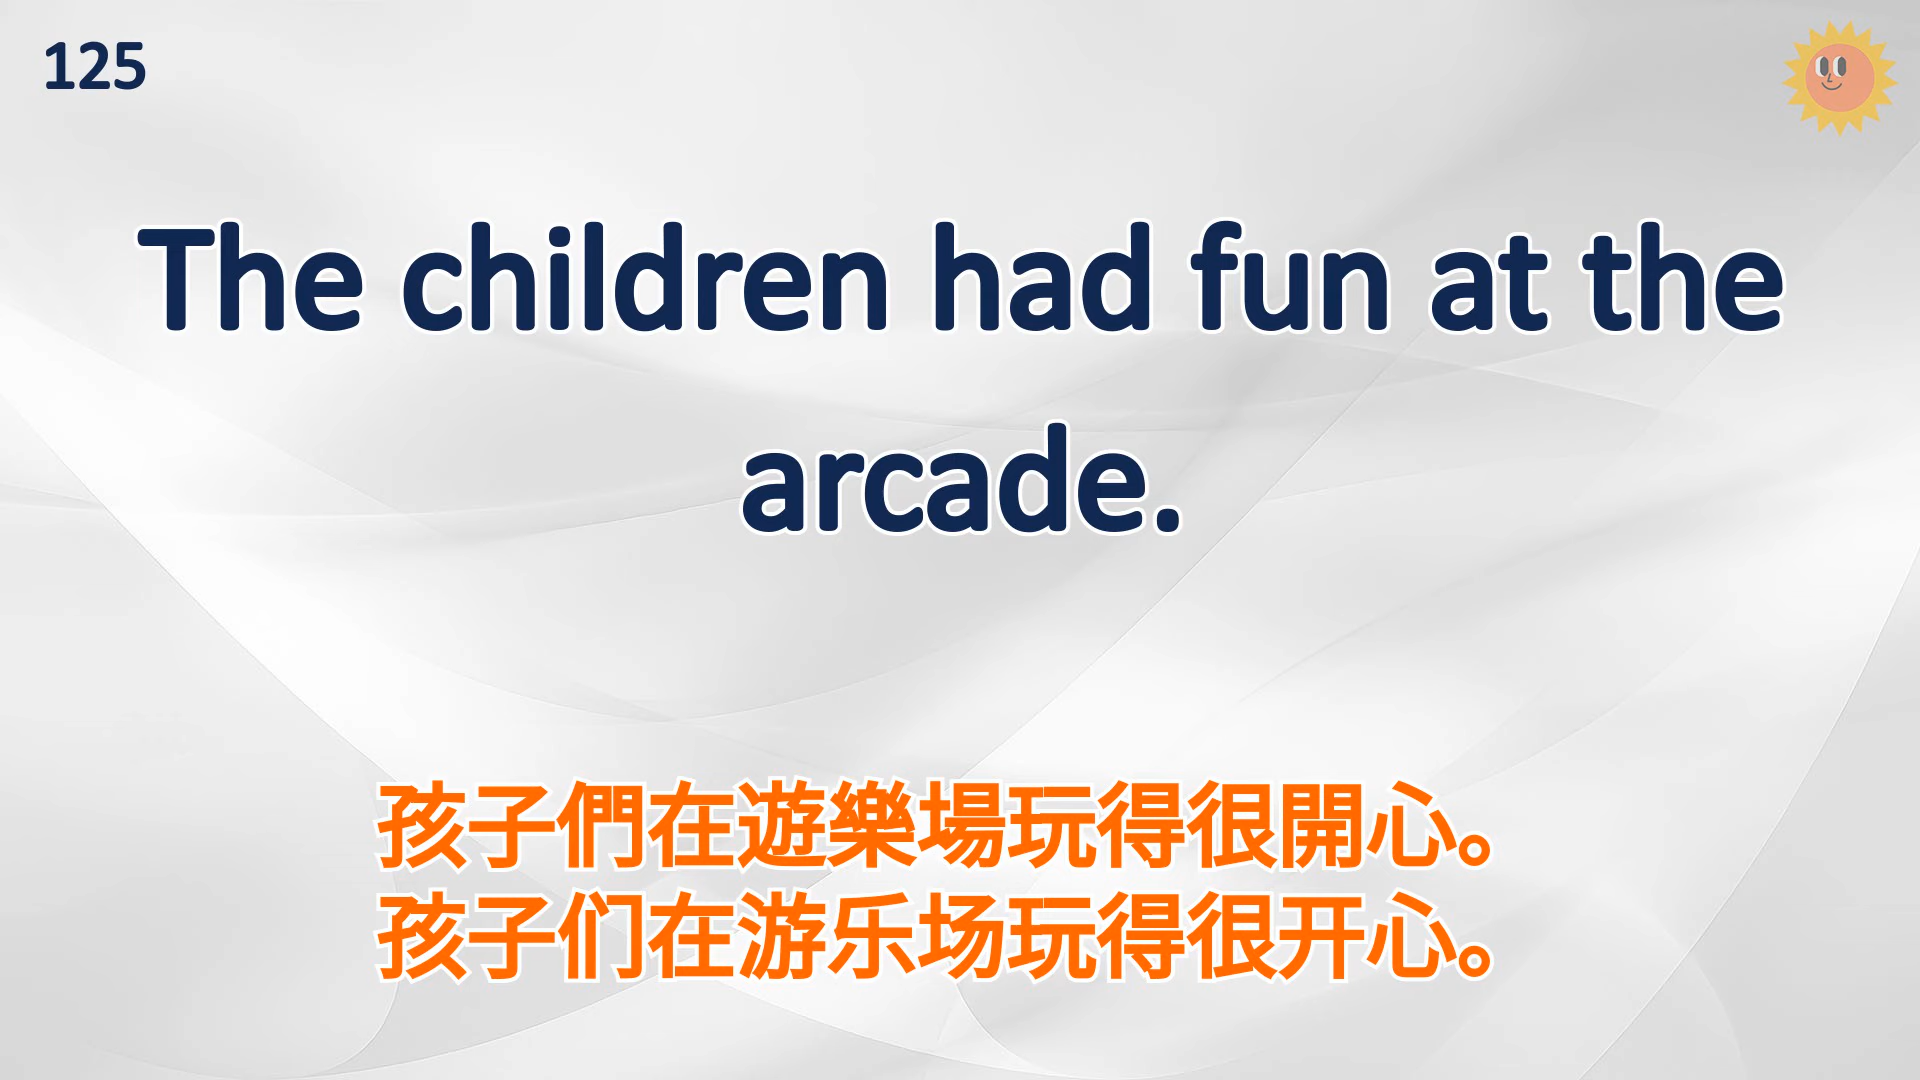 125
The children had fun at the
arcade.
孩子們在遊樂場玩得很開心。
孩子们在游乐场玩得很开心。